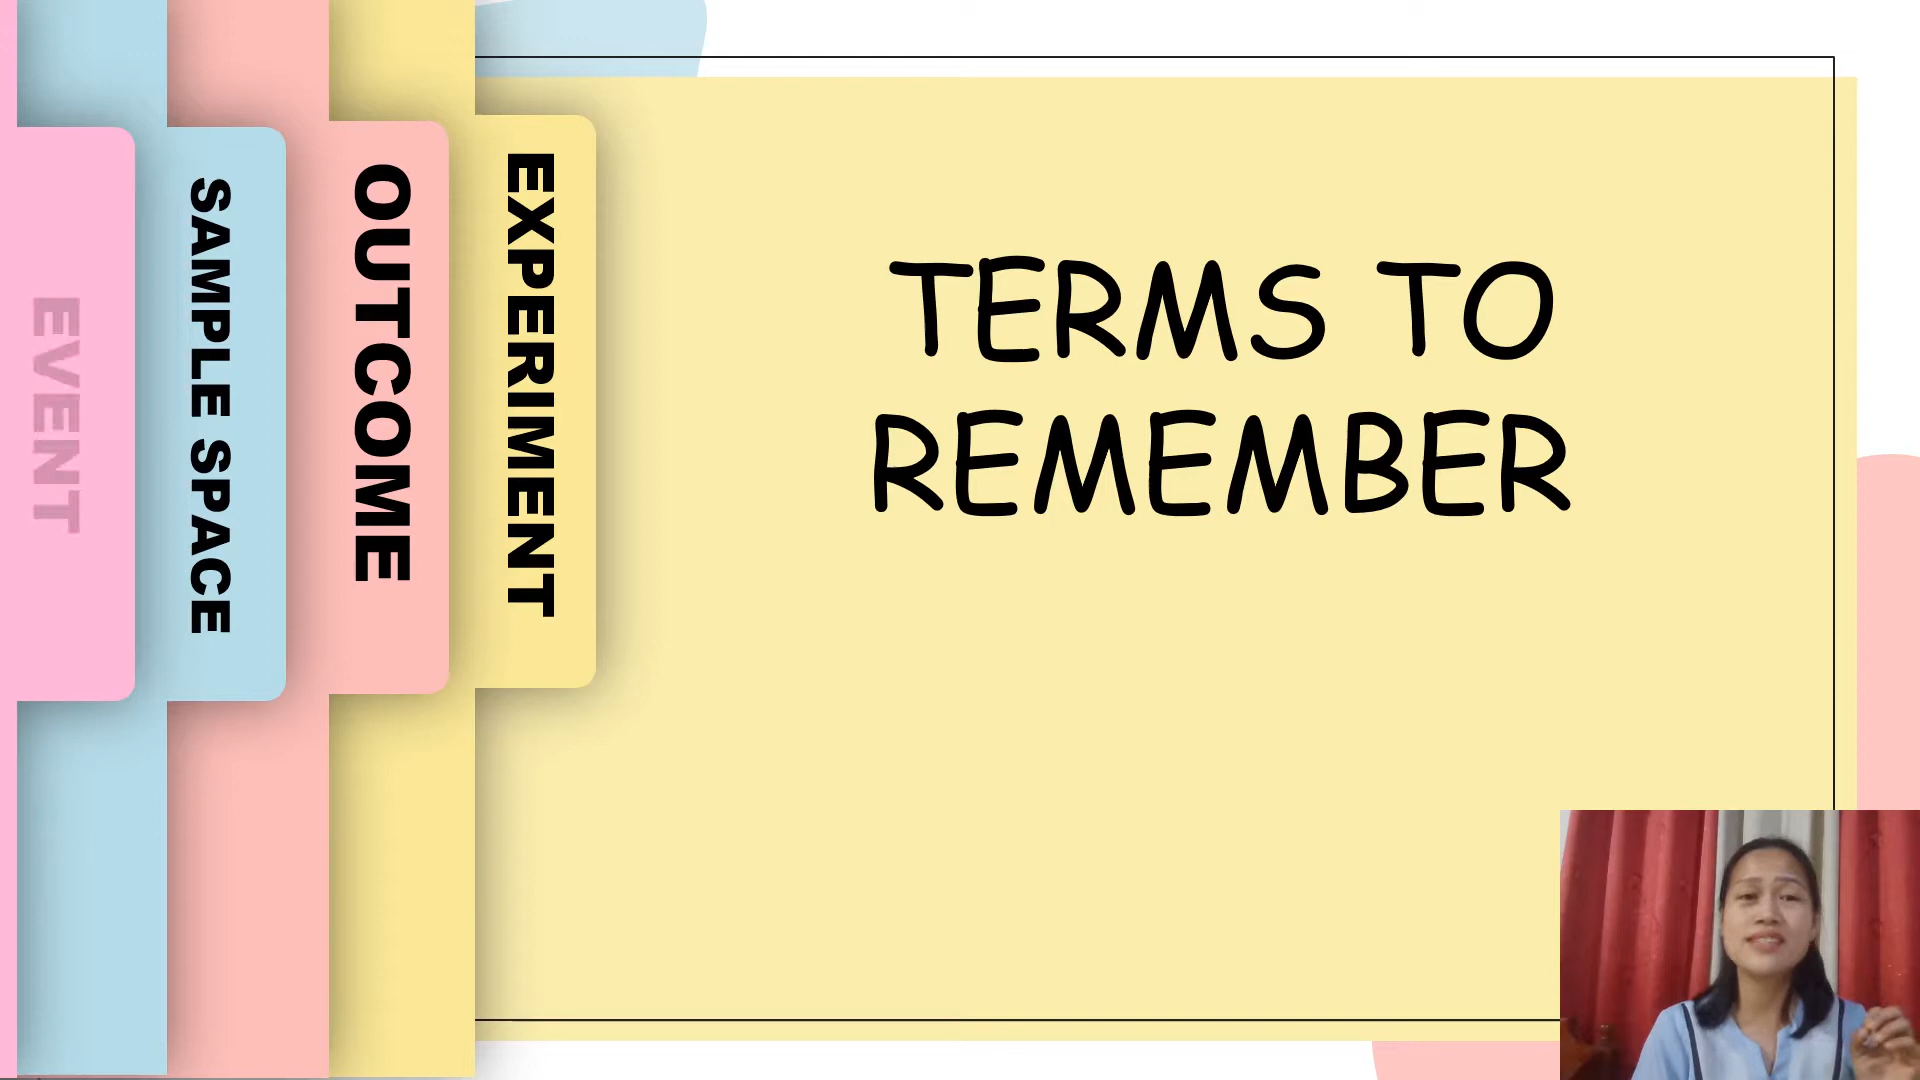 EVENT
SAMPLE SPACE
OUTCOME
EXPERIMENT
TERMS TO
REMEMBER